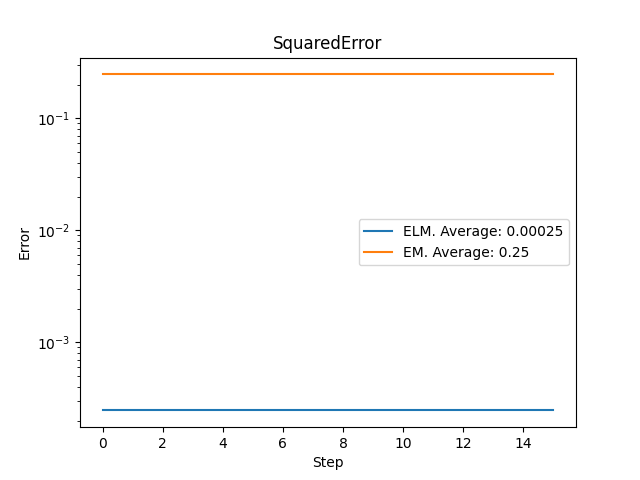 SquaredError
10⁻¹
10⁻²
10⁻³
Error
ELM. Average: 0.00025
EM. Average: 0.25
0 2 4 6 8 10 12 14
Step